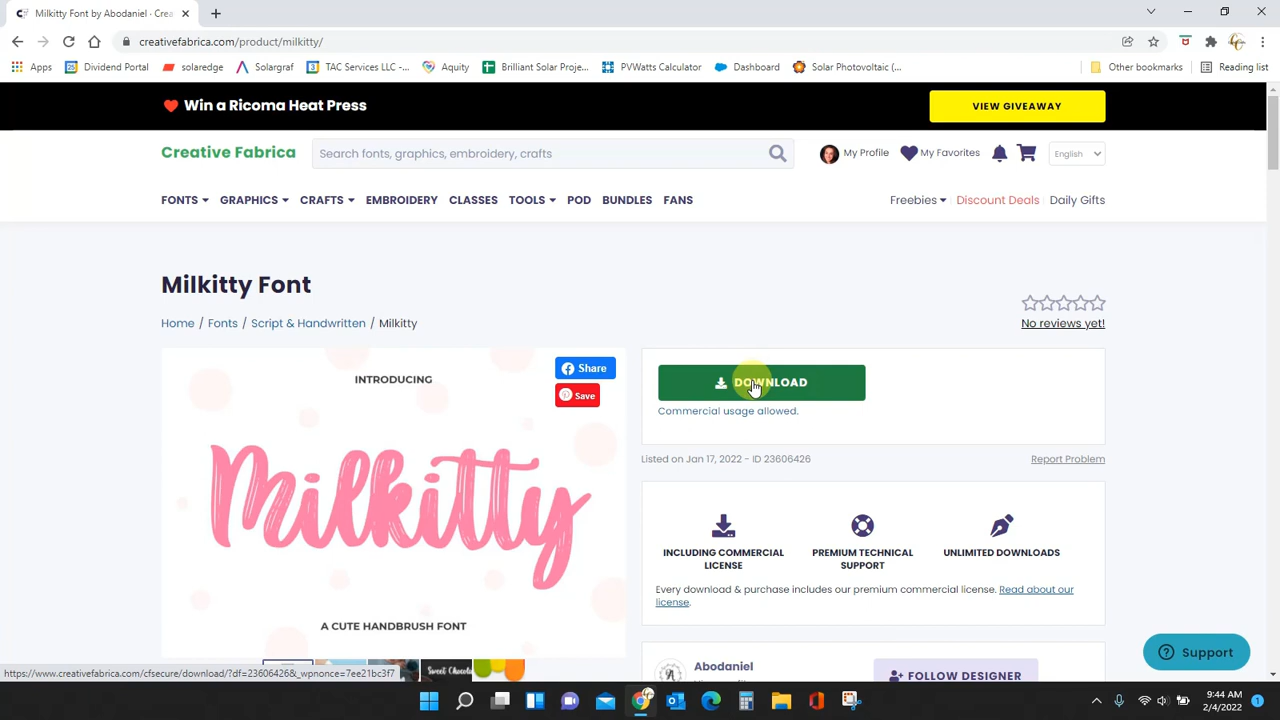 Milkitty Font by Abodaniel · Crea
creativefabrica.com/product/milkitty/
Apps Dividend Portal solaredge Solargraf TAC Services LLC -... Aquity Brilliant Solar Proje... PVWatts Calculator Dashboard Solar Photovoltaic (... Other bookmarks Reading list
Win a Ricoma Heat Press VIEW GIVEAWAY
Creative Fabrica Search fonts, graphics, embroidery, crafts My Profile My Favorites English
FONTS GRAPHICS CRAFTS EMBROIDERY CLASSES TOOLS POD BUNDLES FANS Freebies Discount Deals Daily Gifts
Milkitty Font
Home / Fonts / Script & Handwritten / Milkitty
No reviews yet!
INTRODUCING
Share
Save
Milkitty
A CUTE HANDBRUSH FONT
Sweet Chocola
DOWNLOAD
Commercial usage allowed.
Listed on Jan 17, 2022 - ID 23606426 Report Problem
INCLUDING COMMERCIAL
LICENSE
PREMIUM TECHNICAL
SUPPORT
UNLIMITED DOWNLOADS
Every download & purchase includes our premium commercial license. Read about our
license.
Abodaniel
FOLLOW DESIGNER
Support
https://www.creativefabrica.com/cfsecure/download/?df=23606426&_wpnonce=7ee21bc3f7
9:44 AM
2/4/2022